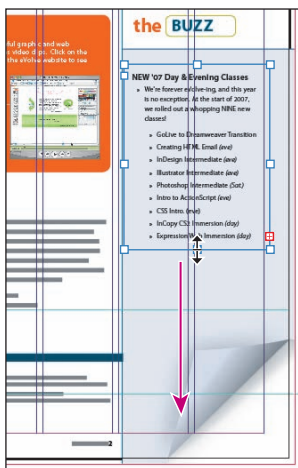 the BUZZ
ful graphic and web
video clips. Click on the
the eVolve website to see
NEW '07 Day & Evening Classes
» We're forever eVolve-ing, and this year
is no exception. At the start of 2007,
we rolled out a whopping NINE new
classes!
» GoLive to Dreamweaver Transition
» Creating HTML Email (eve)
» InDesign Intermediate (eve)
» Illustrator Intermediate (eve)
» Photoshop Intermediate (Sat.)
» Intro to ActionScript (eve)
» CSS Intro (eve)
» InCopy CS2 Immersion (day)
» Expression Web Immersion (day)
2